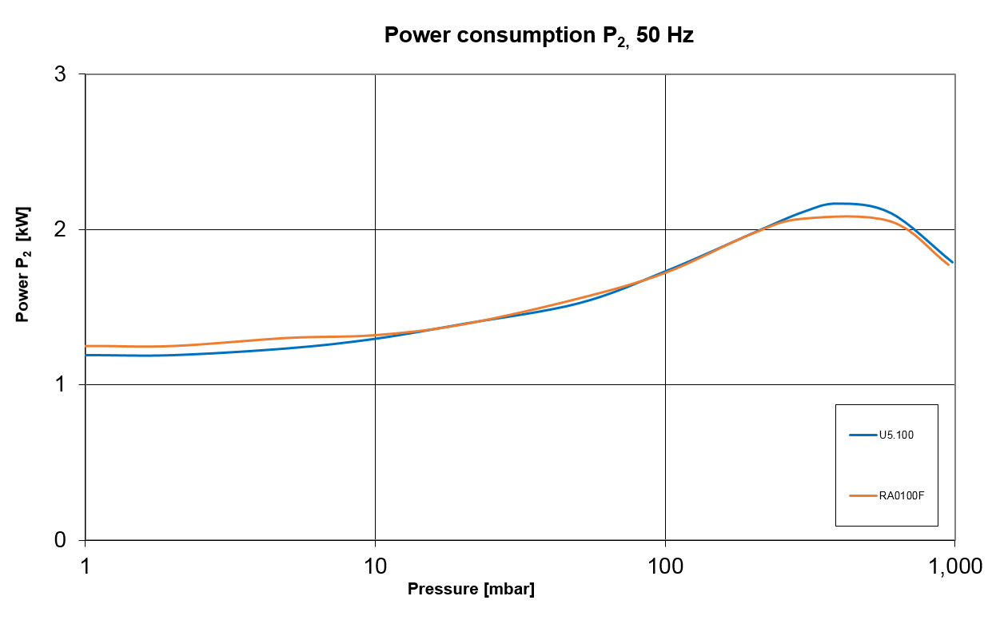 Power consumption P2, 50 Hz
3
2
1
0
Power P2 [kW]
U5.100
RA0100F
1 10 100 1,000
Pressure [mbar]